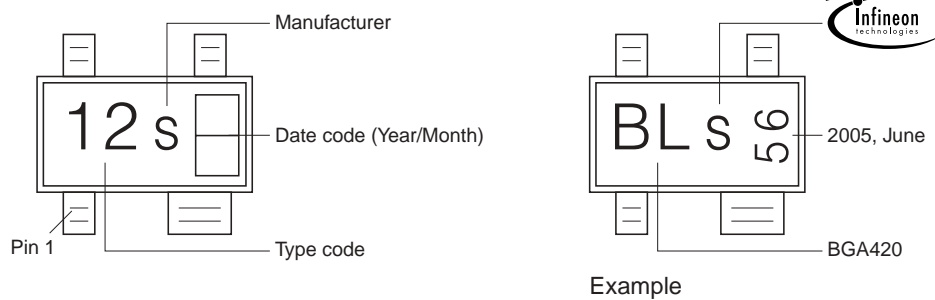 Manufacturer
Infineon
technologies
12 s
BL s 56
Date code (Year/Month)
2005, June
Pin 1
Type code
BGA420
Example